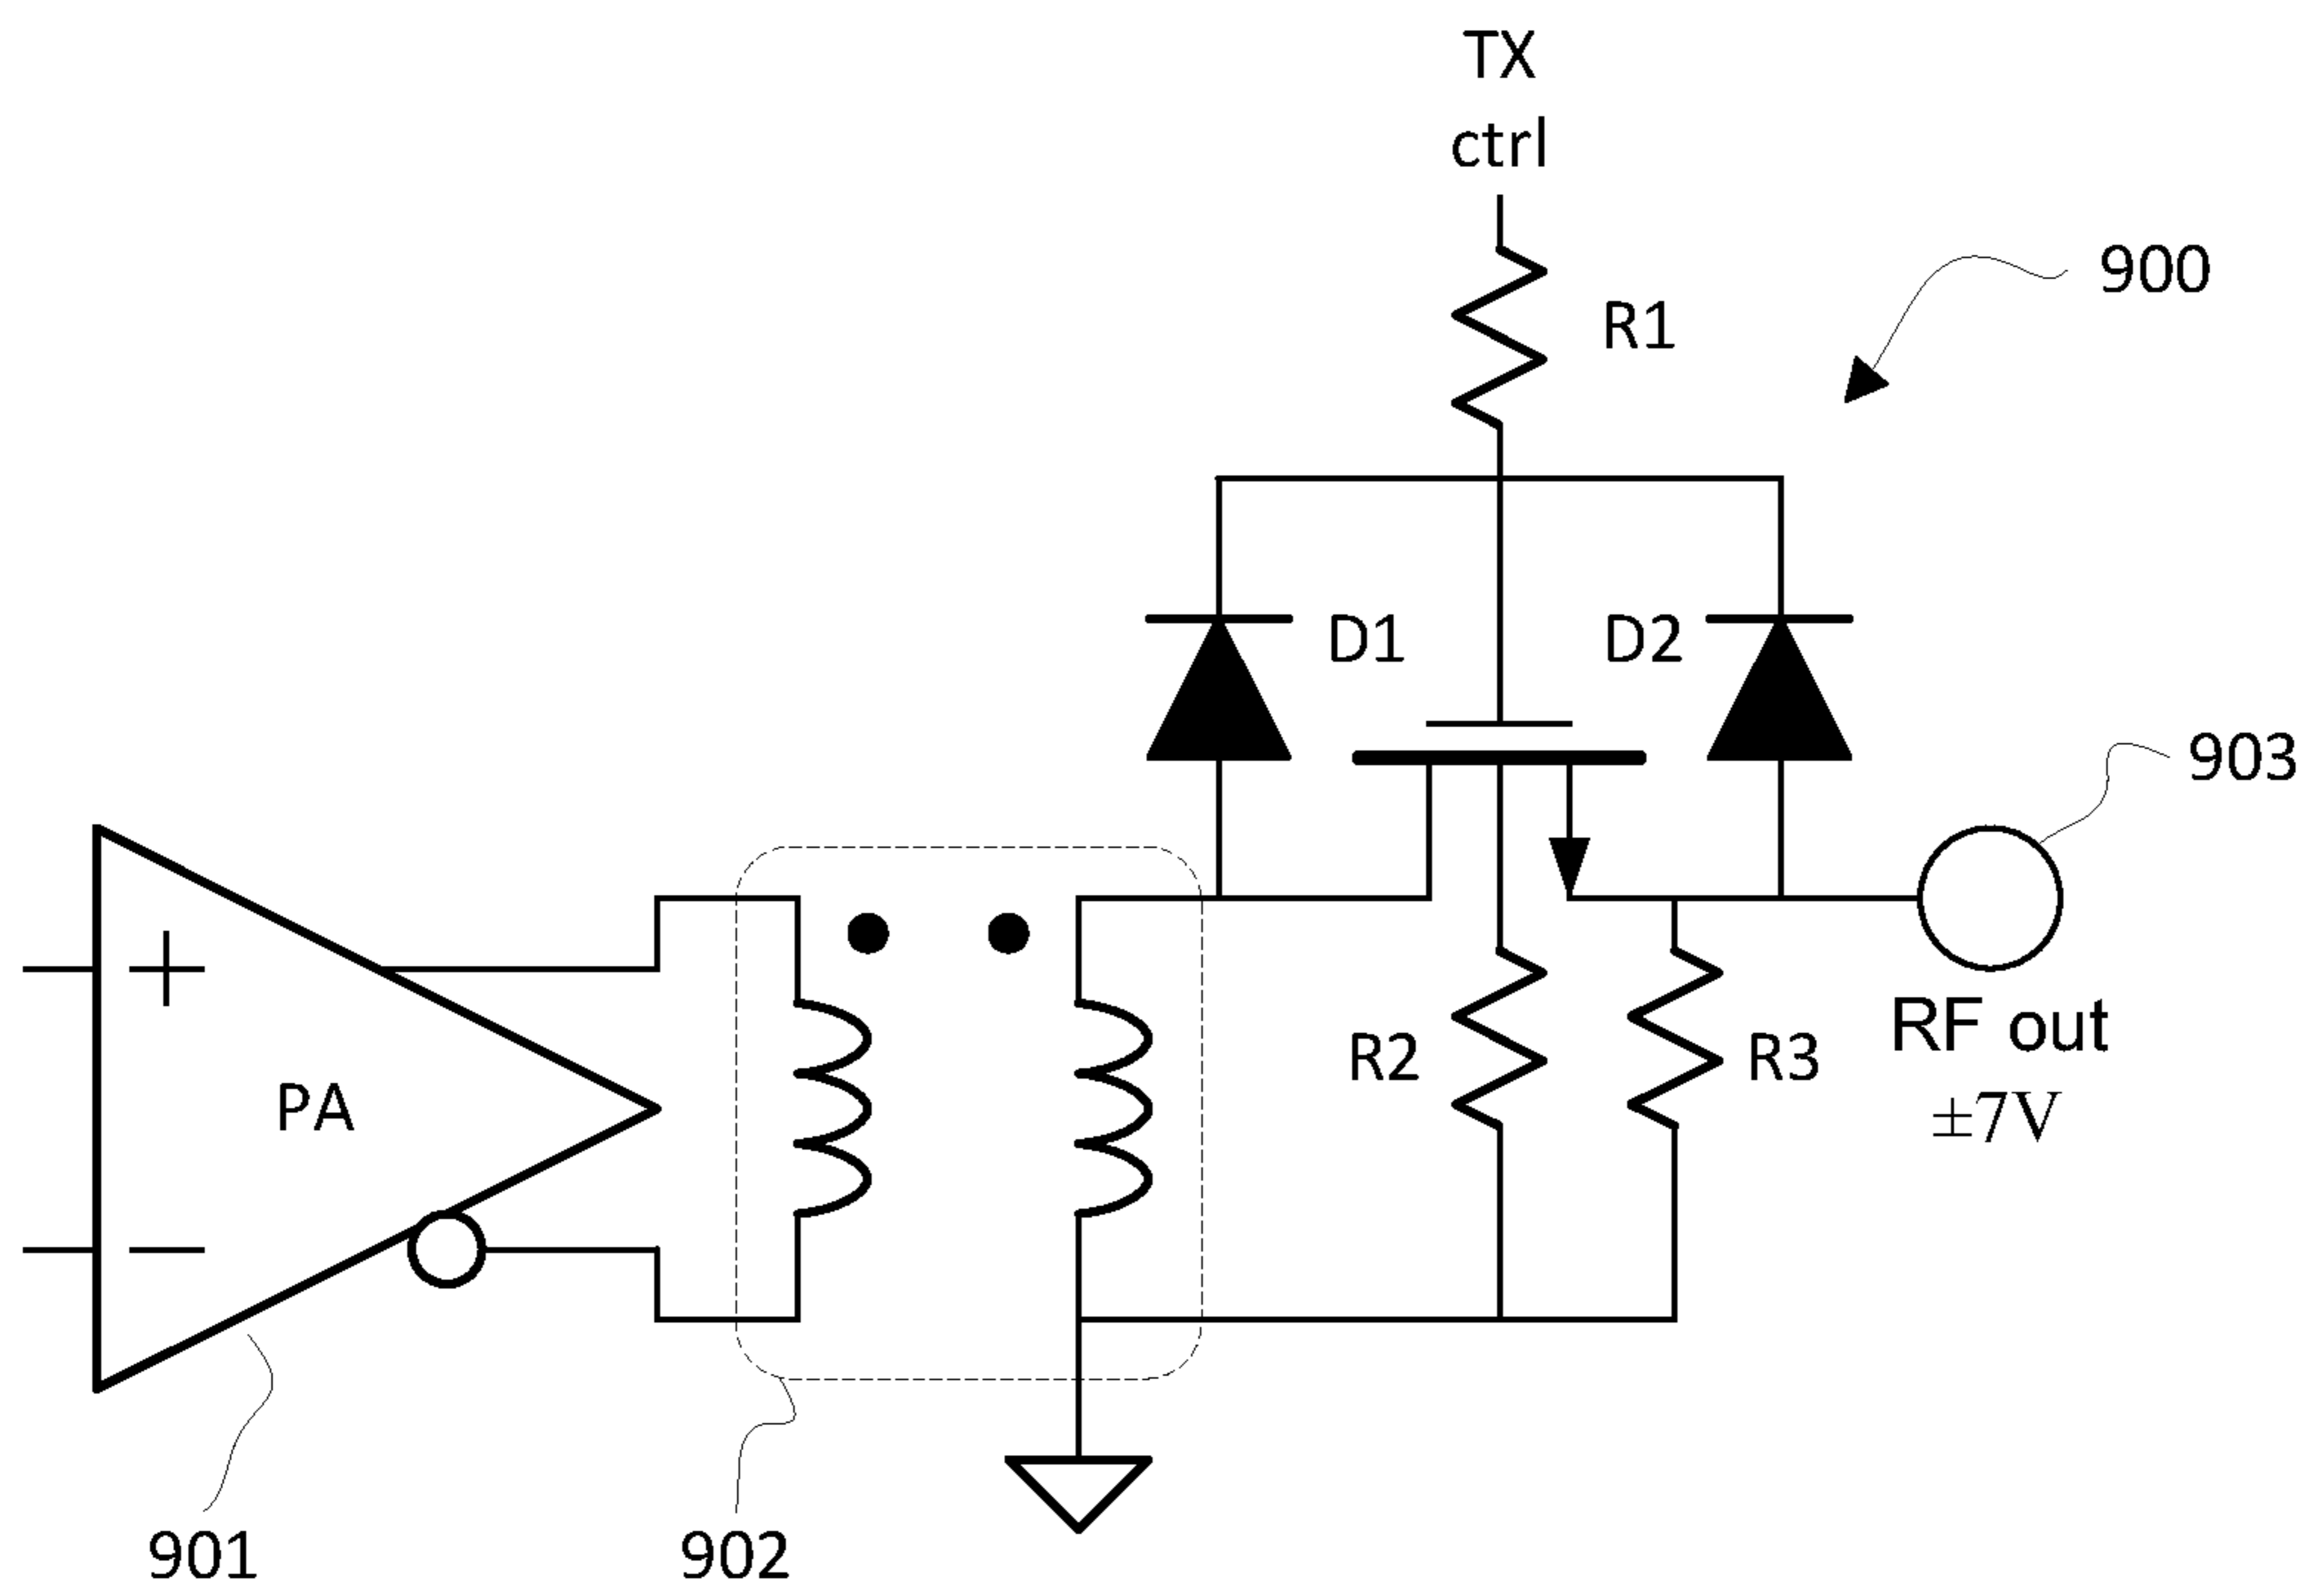 TX
ctrl
R1
900
D1
D2
903
PA
R2
R3
RF out
±7V
901
902